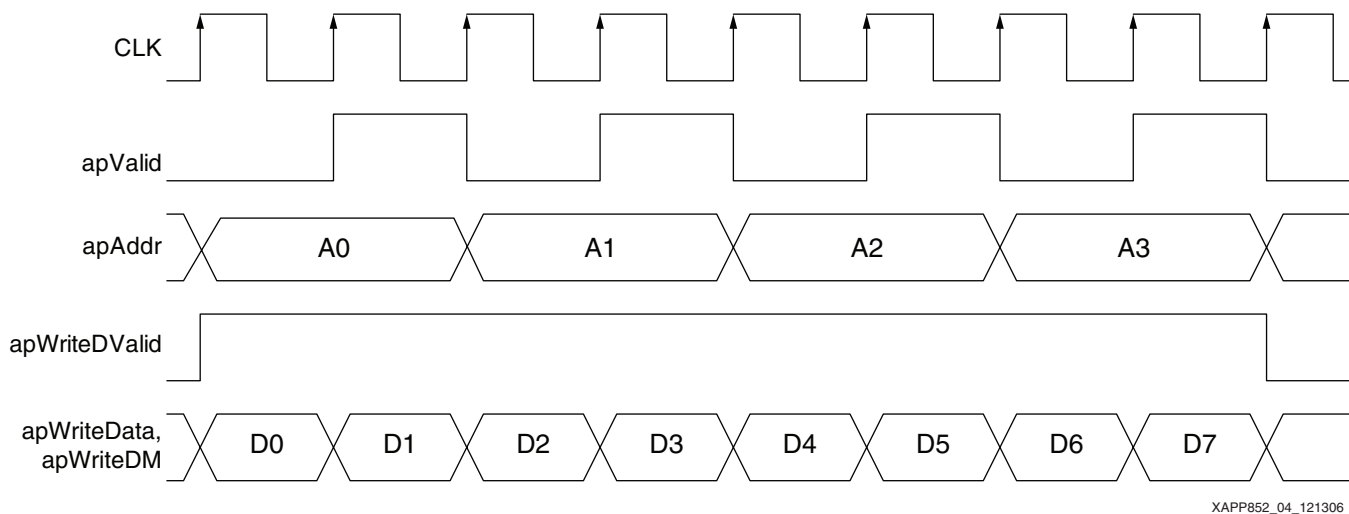 CLK
apValid
apAddr
A0 A1 A2 A3
apWriteDValid
apWriteData,
apWriteDM
D0 D1 D2 D3 D4 D5 D6 D7
XAPP852_04_121306